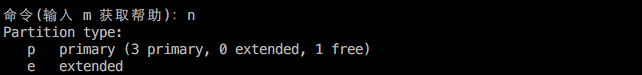 命令(输入 m 获取帮助)：n
Partition type:
   p   primary (3 primary, 0 extended, 1 free)
   e   extended